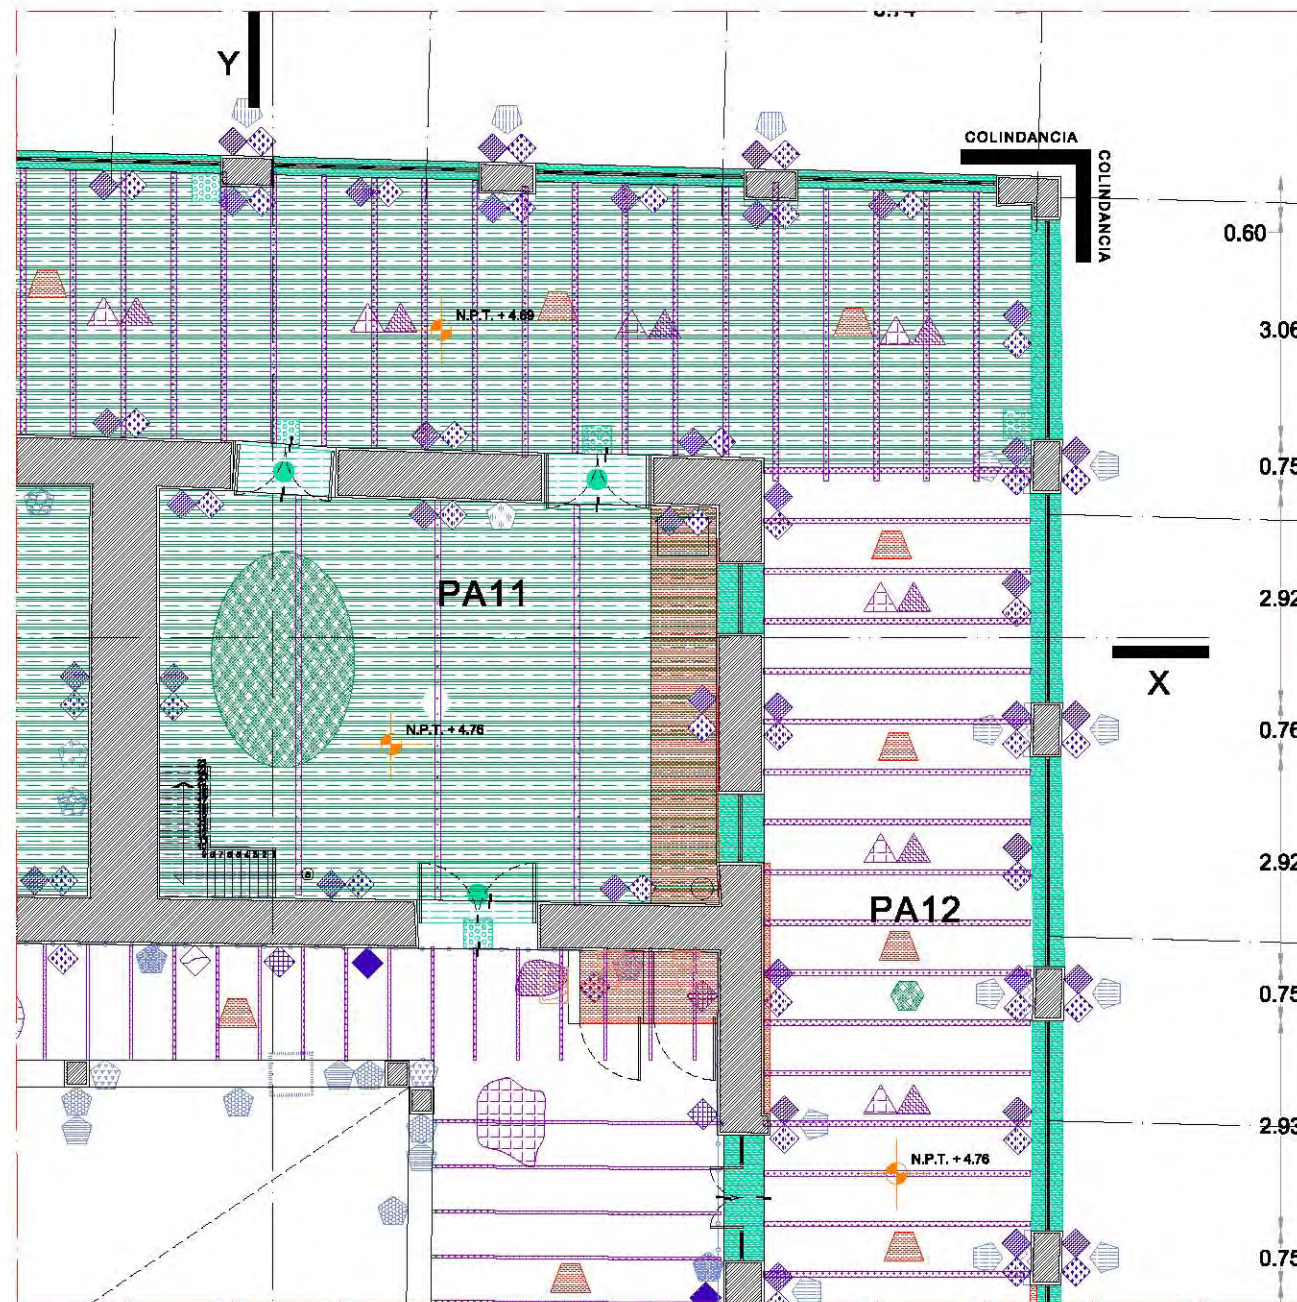 Y
COLINDANCIA
COLINDANCIA
0.60
N.P.T. + 4.69
3.06
0.75
PA11
2.92
X
N.P.T. + 4.76
0.76
2.92
PA12
0.75
2.93
N.P.T. + 4.76
0.75